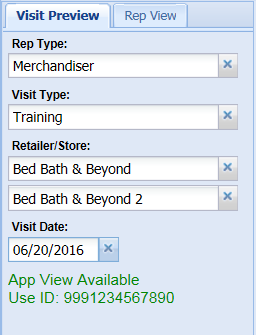 Visit Preview Rep View
Rep Type:
Merchandiser
Visit Type:
Training
Retailer/Store:
Bed Bath & Beyond
Bed Bath & Beyond 2
Visit Date:
06/20/2016
App View Available
Use ID: 9991234567890